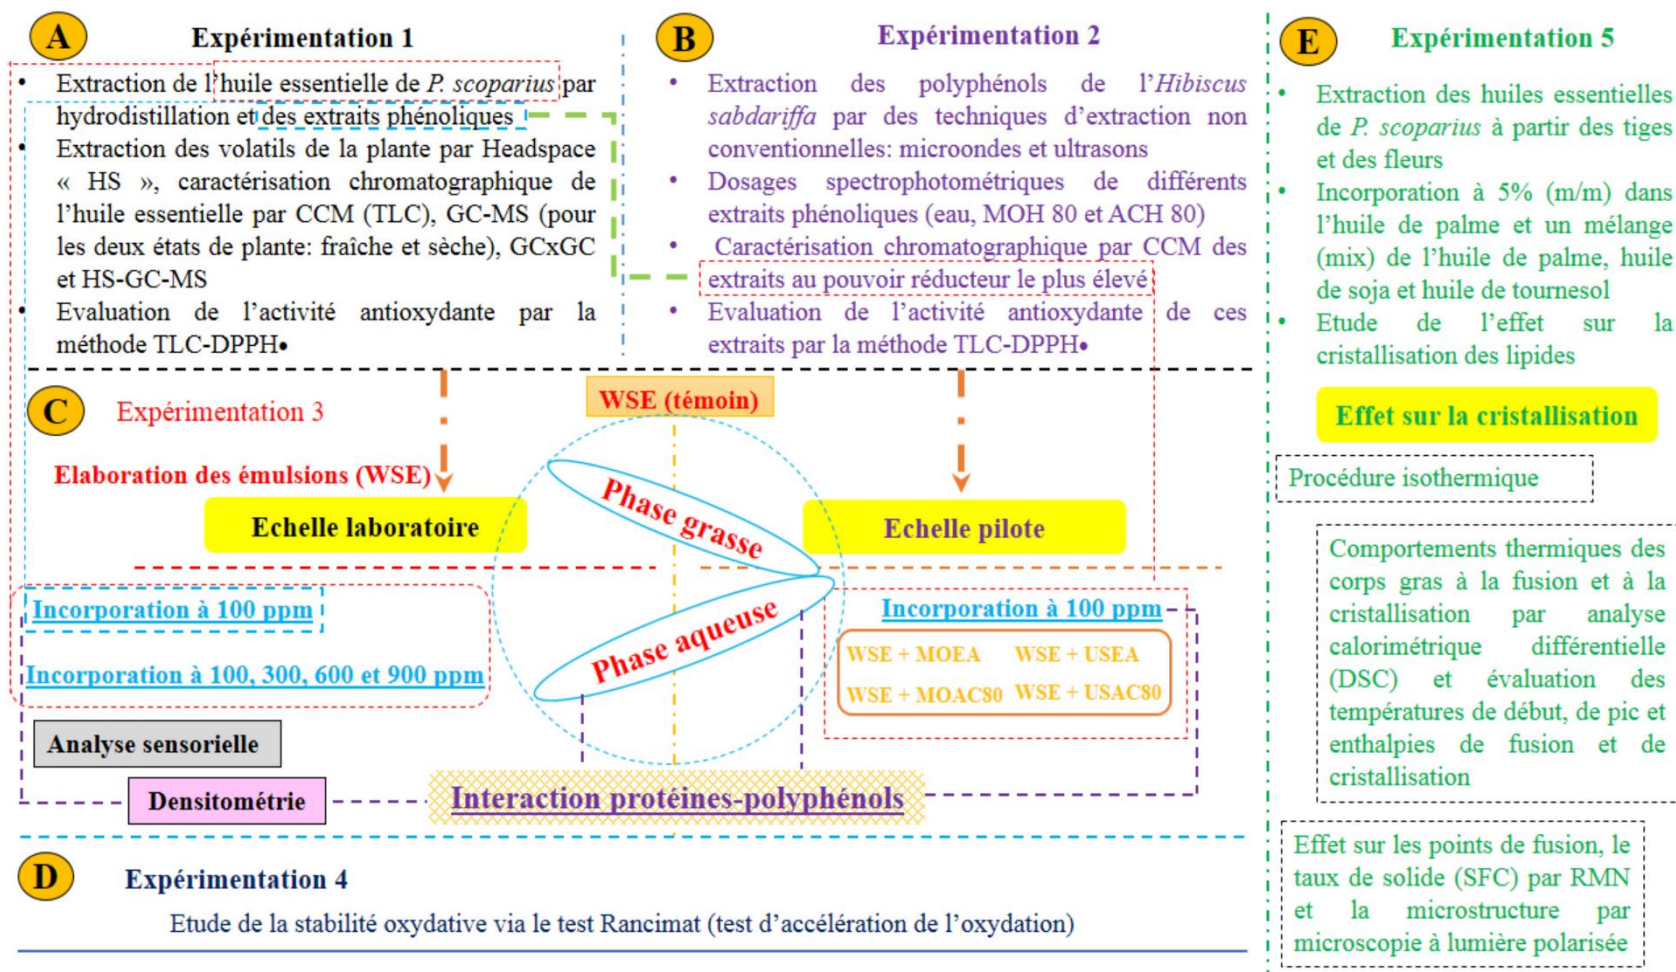 A
Expérimentation 1
• Extraction de l'huile essentielle de P. scoparius par
hydrodistillation et des extraits phénoliques
• Extraction des volatils de la plante par Headspace
« HS », caractérisation chromatographique de
l'huile essentielle par CCM (TLC), GC-MS (pour
les deux états de plante: fraîche et sèche), GCxGC
et HS-GC-MS
• Evaluation de l'activité antioxydante par la
méthode TLC-DPPH•
B
Expérimentation 2
• Extraction des polyphénols de l'Hibiscus
sabdariffa par des techniques d'extraction non
conventionnelles: microondes et ultrasons
• Dosages spectrophotométriques de différents
extraits phénoliques (eau, MOH 80 et ACH 80)
• Caractérisation chromatographique par CCM des
extraits au pouvoir réducteur le plus élevé
• Evaluation de l'activité antioxydante de ces
extraits par la méthode TLC-DPPH•
C
Expérimentation 3
WSE (témoin)
Elaboration des émulsions (WSE)
Echelle laboratoire
Phase grasse
Echelle pilote
Phase aqueuse
Incorporation à 100 ppm
Incorporation à 100, 300, 600 et 900 ppm
Incorporation à 100 ppm
WSE + MOEA WSE + USEA
WSE + MOAC80 WSE + USAC80
Analyse sensorielle
Densitométrie
Interaction protéines-polyphénols
D
Expérimentation 4
Etude de la stabilité oxydative via le test Rancimat (test d'accélération de l'oxydation)
E
Expérimentation 5
• Extraction des huiles essentielles
de P. scoparius à partir des tiges
et des fleurs
• Incorporation à 5% (m/m) dans
l'huile de palme et un mélange
(mix) de l'huile de palme, huile
de soja et huile de tournesol
• Etude de l'effet sur la
cristallisation des lipides
Effet sur la cristallisation
Procédure isothermique
Comportements thermiques des
corps gras à la fusion et à la
cristallisation par analyse
calorimétrique différentielle
(DSC) et évaluation des
températures de début, de pic et
enthalpies de fusion et de
cristallisation
Effet sur les points de fusion, le
taux de solide (SFC) par RMN
et la microstructure par
microscopie à lumière polarisée